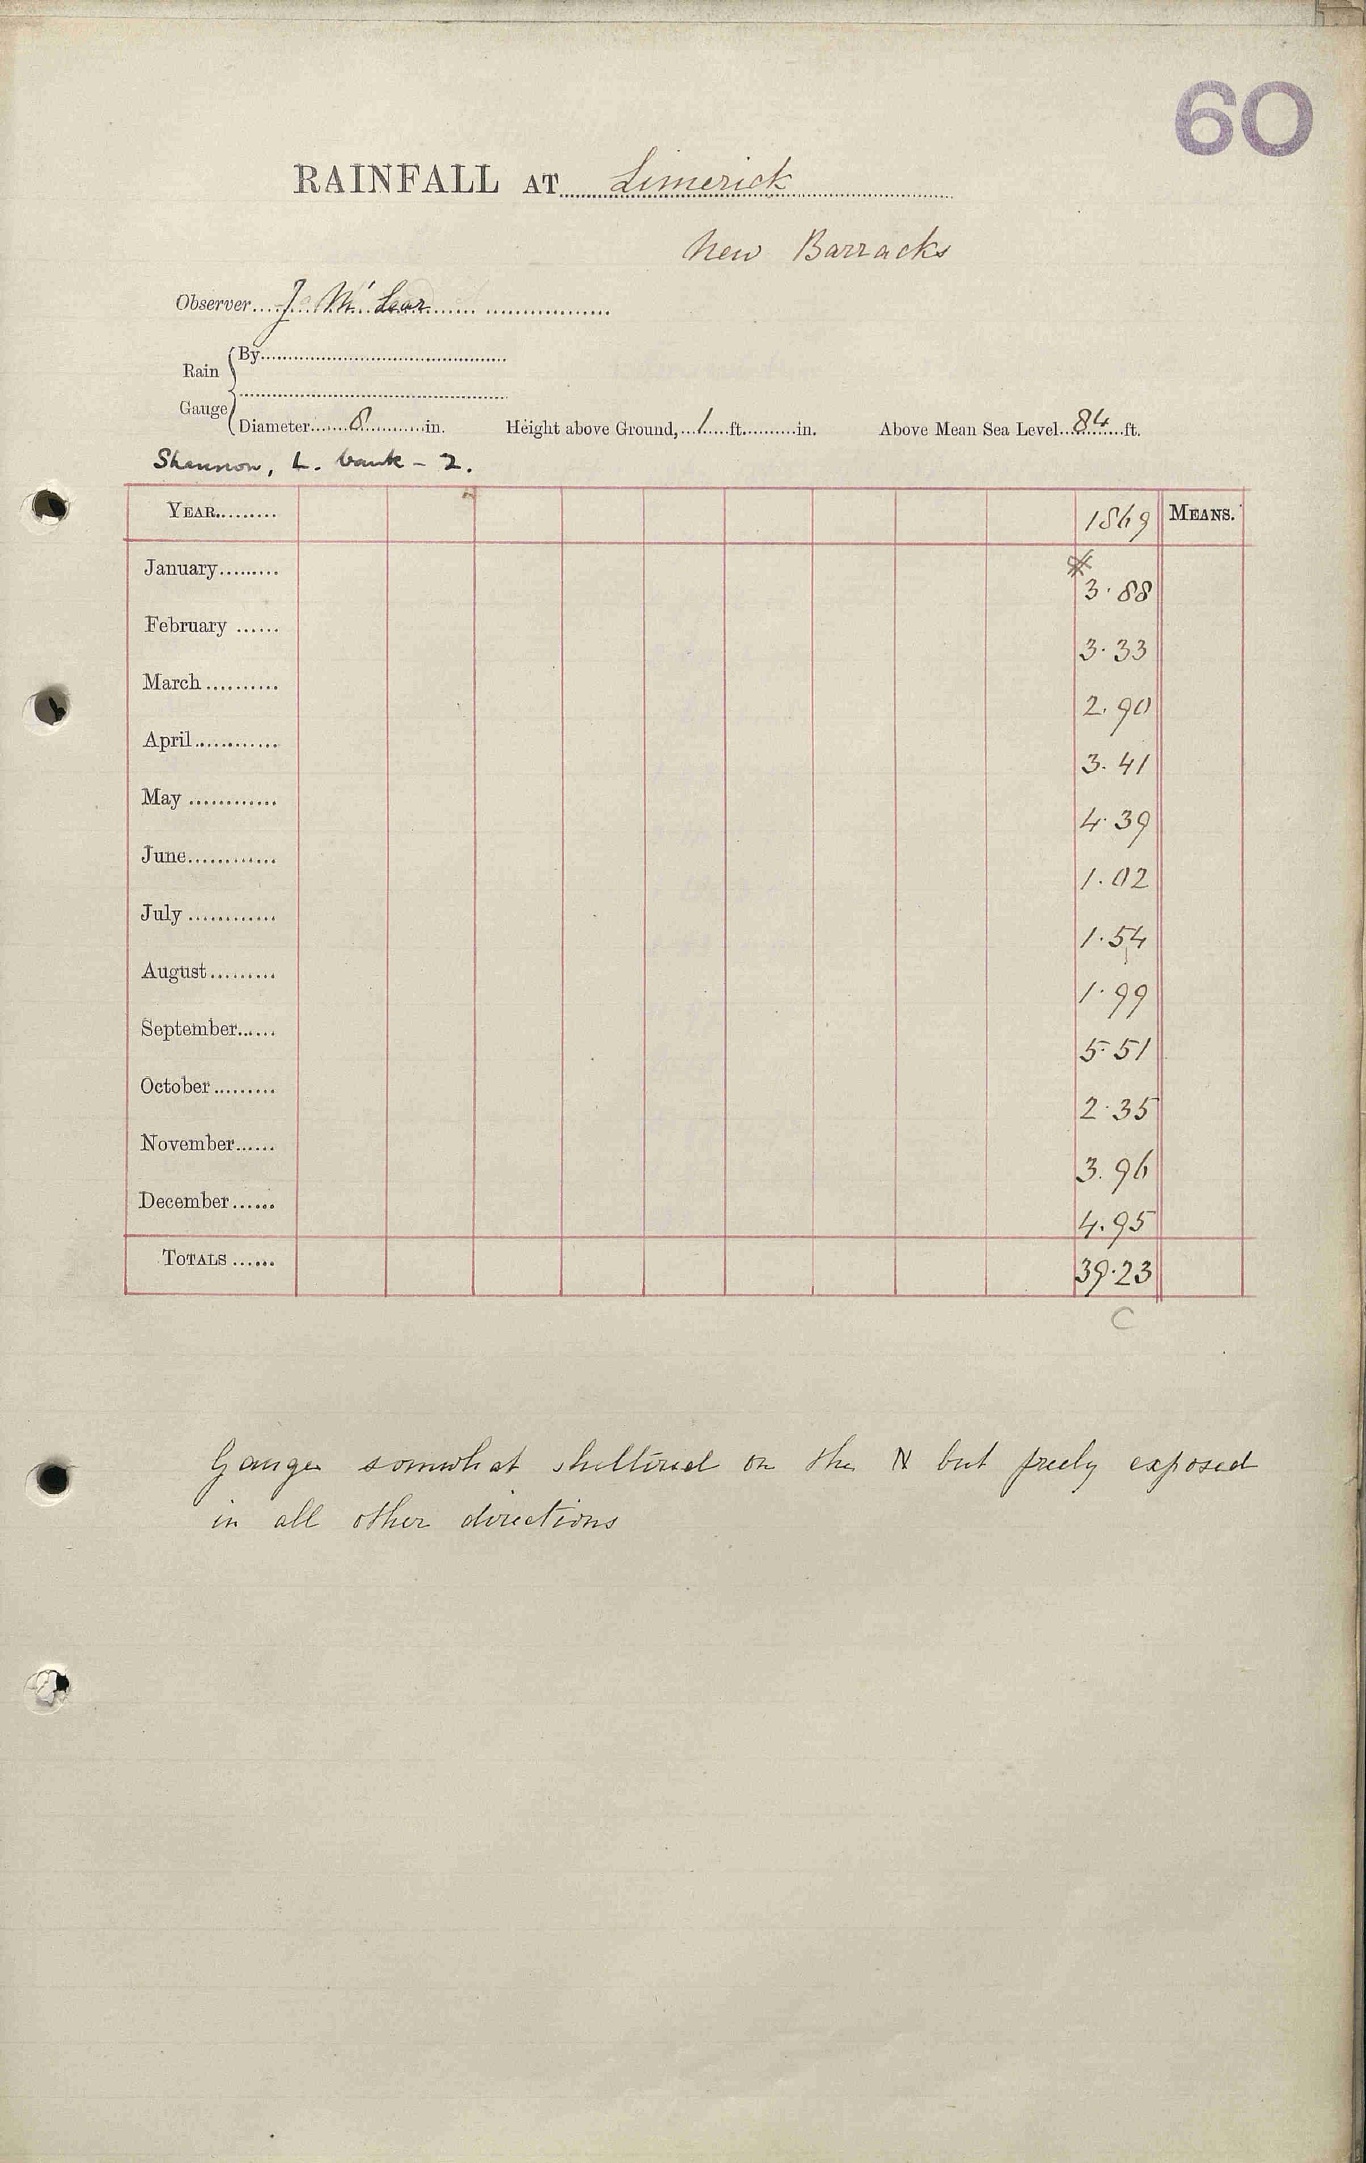 60
RAINFALL AT Limerick
New Barracks
Observer J Mc Lear
Rain Gauge By
Diameter 8 in. Height above Ground, 1 ft. in. Above Mean Sea Level 84 ft.
Shannon, L. bank - 2.
YEAR 1869 MEANS.
January * 3.88
February 3.33
March 2.90
April 3.41
May 4.39
June 1.02
July 1.54
August 1.99
September 5.51
October 2.35
November 3.96
December 4.95
TOTALS 39.23
C
Gauge somewhat sheltered on the N but freely exposed
in all other directions